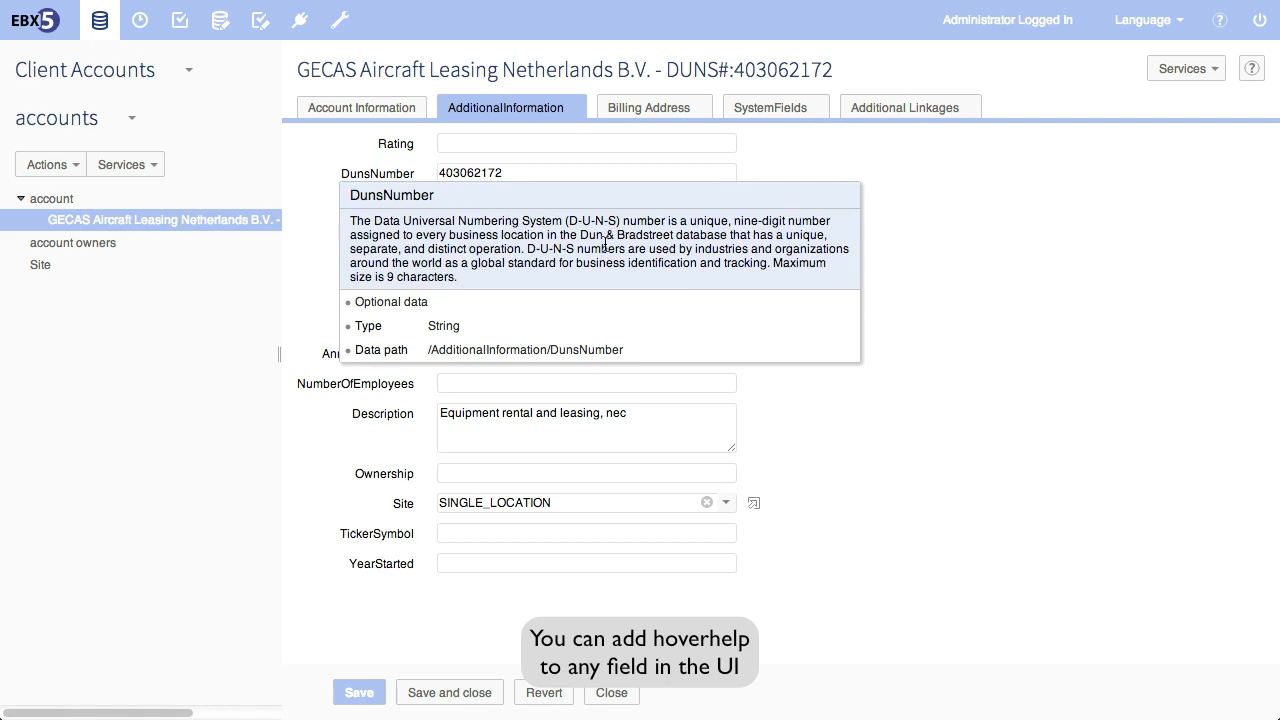 EBX5
Administrator Logged In
Language
Client Accounts
accounts
Actions
Services
account
GECAS Aircraft Leasing Netherlands B.V. -
account owners
Site
GECAS Aircraft Leasing Netherlands B.V. - DUNS#:403062172
Services
Account Information
AdditionalInformation
Billing Address
SystemFields
Additional Linkages
Rating
DunsNumber 403062172
DunsNumber
The Data Universal Numbering System (D-U-N-S) number is a unique, nine-digit number
assigned to every business location in the Dun & Bradstreet database that has a unique,
separate, and distinct operation. D-U-N-S numbers are used by industries and organizations
around the world as a global standard for business identification and tracking. Maximum
size is 9 characters.
Optional data
Type String
Data path /AdditionalInformation/DunsNumber
NumberOfEmployees
Description Equipment rental and leasing, nec
Ownership
Site SINGLE_LOCATION
TickerSymbol
YearStarted
You can add hoverhelp
to any field in the UI
Save
Save and close
Revert
Close